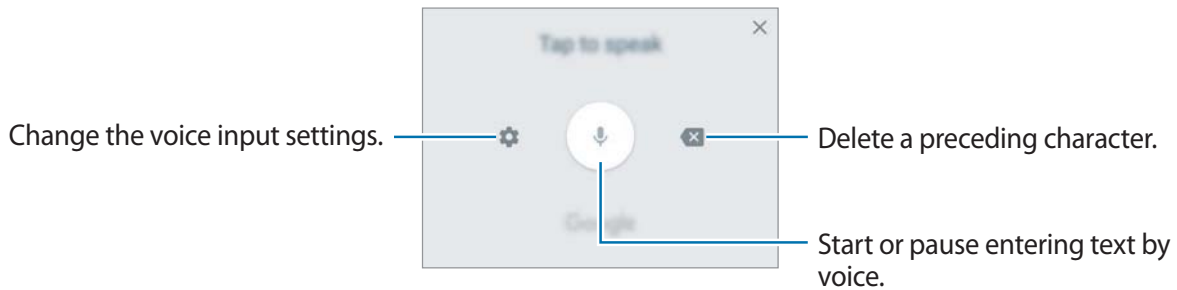 Tap to speak
Change the voice input settings.
Delete a preceding character.
Google
Start or pause entering text by
voice.